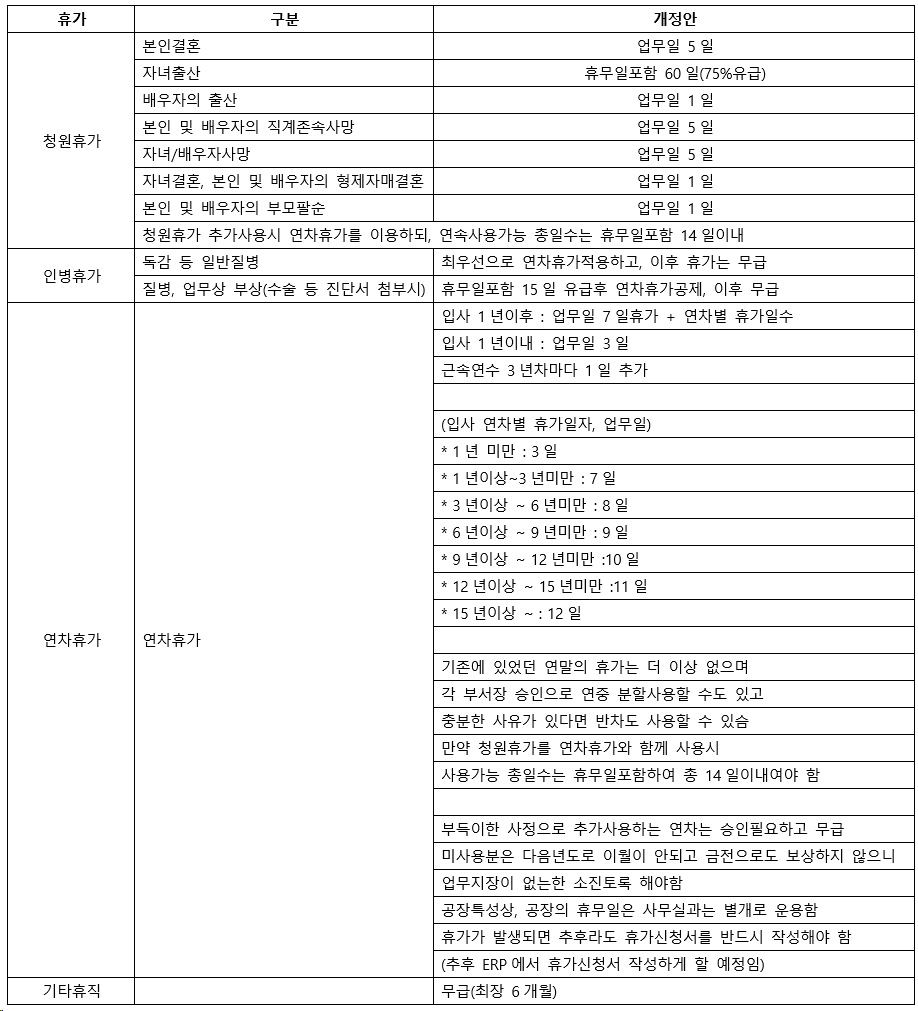 휴가 구분 개정안
청원휴가
본인결혼 업무일 5일
자녀출산 휴무일포함 60일(75%유급)
배우자의 출산 업무일 1일
본인 및 배우자의 직계존속사망 업무일 5일
자녀/배우자사망 업무일 5일
자녀결혼, 본인 및 배우자의 형제자매결혼 업무일 1일
본인 및 배우자의 부모팔순 업무일 1일
청원휴가 추가사용시 연차휴가를 이용하되, 연속사용가능 총일수는 휴무일포함 14일이내
인병휴가
독감 등 일반질병 최우선으로 연차휴가적용하고, 이후 휴가는 무급
질병, 업무상 부상(수술 등 진단서 첨부시) 휴무일포함 15일 유급후 연차휴가공제, 이후 무급
연차휴가 연차휴가
입사 1년이후 : 업무일 7일휴가 + 연차별 휴가일수
입사 1년이내 : 업무일 3일
근속연수 3년차마다 1일 추가
(입사 연차별 휴가일자, 업무일)
* 1년 미만 : 3일
* 1년이상~3년미만 : 7일
* 3년이상 ~ 6년미만 : 8일
* 6년이상 ~ 9년미만 : 9일
* 9년이상 ~ 12년미만 :10일
* 12년이상 ~ 15년미만 :11일
* 15년이상 ~ : 12일
기존에 있었던 연말의 휴가는 더 이상 없으며
각 부서장 승인으로 연중 분할사용할 수도 있고
충분한 사유가 있다면 반차도 사용할 수 있슴
만약 청원휴가를 연차휴가와 함께 사용시
사용가능 총일수는 휴무일포함하여 총 14일이내여야 함
부득이한 사정으로 추가사용하는 연차는 승인필요하고 무급
미사용분은 다음년도로 이월이 안되고 금전으로도 보상하지 않으니
업무지장이 없는한 소진토록 해야함
공장특성상, 공장의 휴무일은 사무실과는 별개로 운용함
휴가가 발생되면 추후라도 휴가신청서를 반드시 작성해야 함
(추후 ERP에서 휴가신청서 작성하게 할 예정임)
기타휴직 무급(최장 6개월)